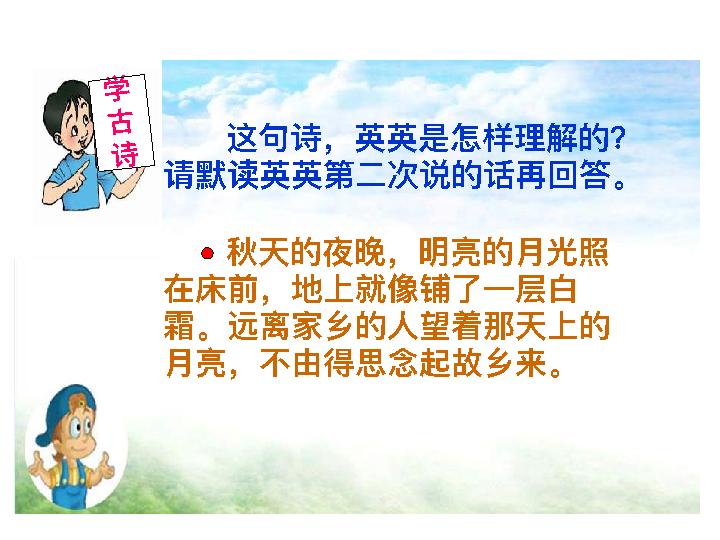 学
古
诗
这句诗，英英是怎样理解的?
请默读英英第二次说的话再回答。
秋天的夜晚，明亮的月光照
在床前，地上就像铺了一层白
霜。远离家乡的人望着那天上的
月亮，不由得思念起故乡来。